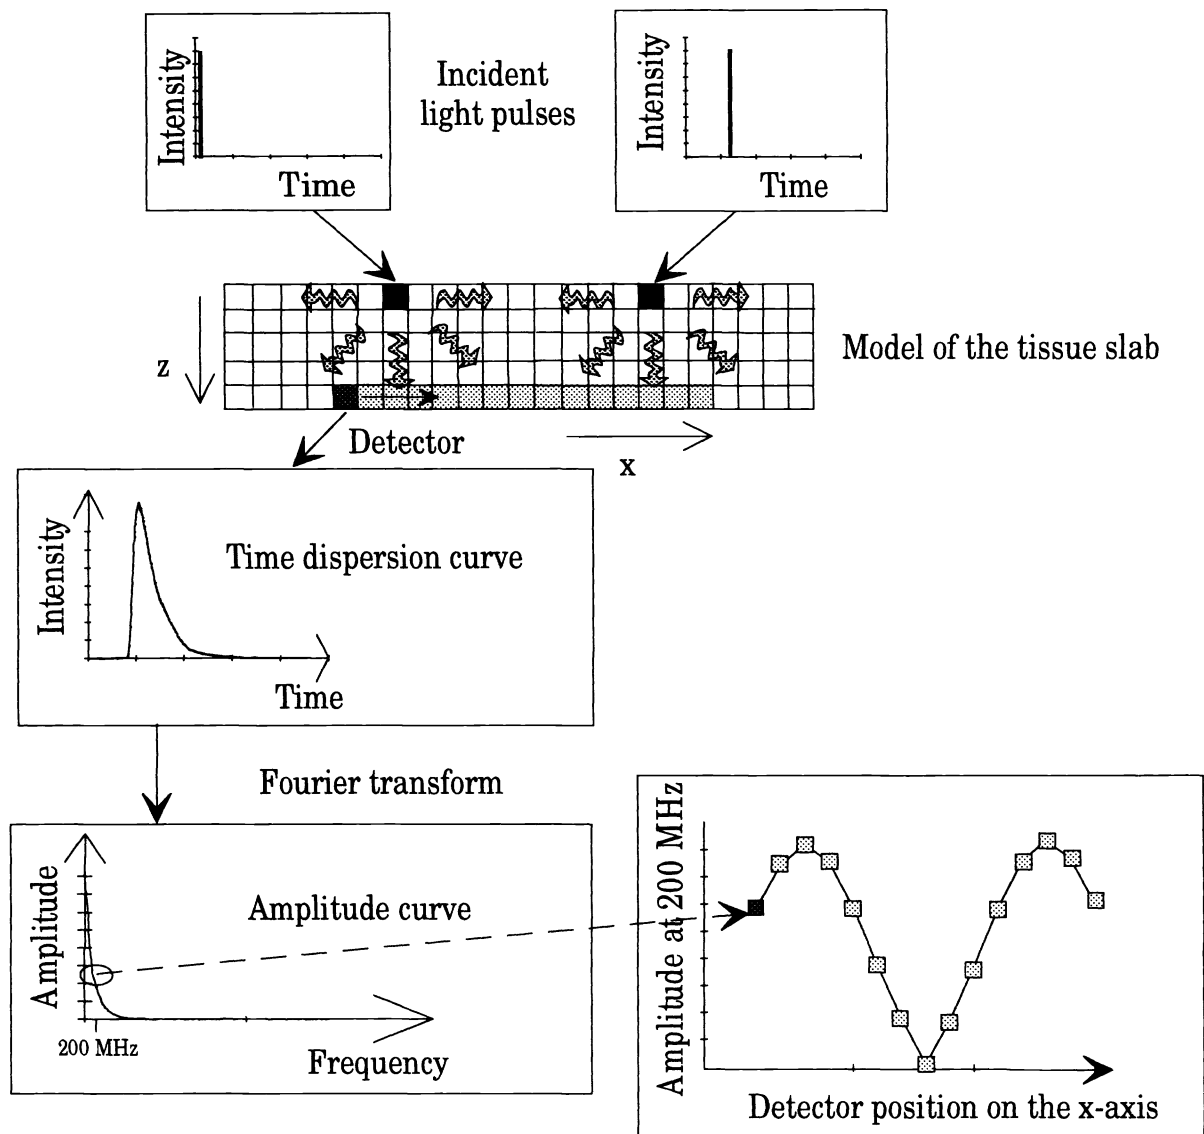 Intensity
Time
Incident
light pulses
Intensity
Time
z
Model of the tissue slab
Detector
x
Intensity
Time dispersion curve
Time
Fourier transform
Amplitude
Amplitude curve
200 MHz
Frequency
Amplitude at 200 MHz
Detector position on the x-axis